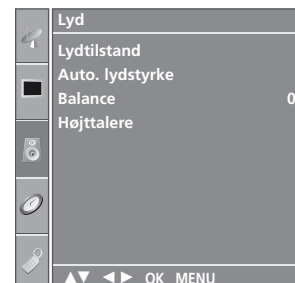 Lyd
Lydtilstand
Auto. lydstyrke
Balance 0
Højttalere
▲▼ ◄► OK MENU